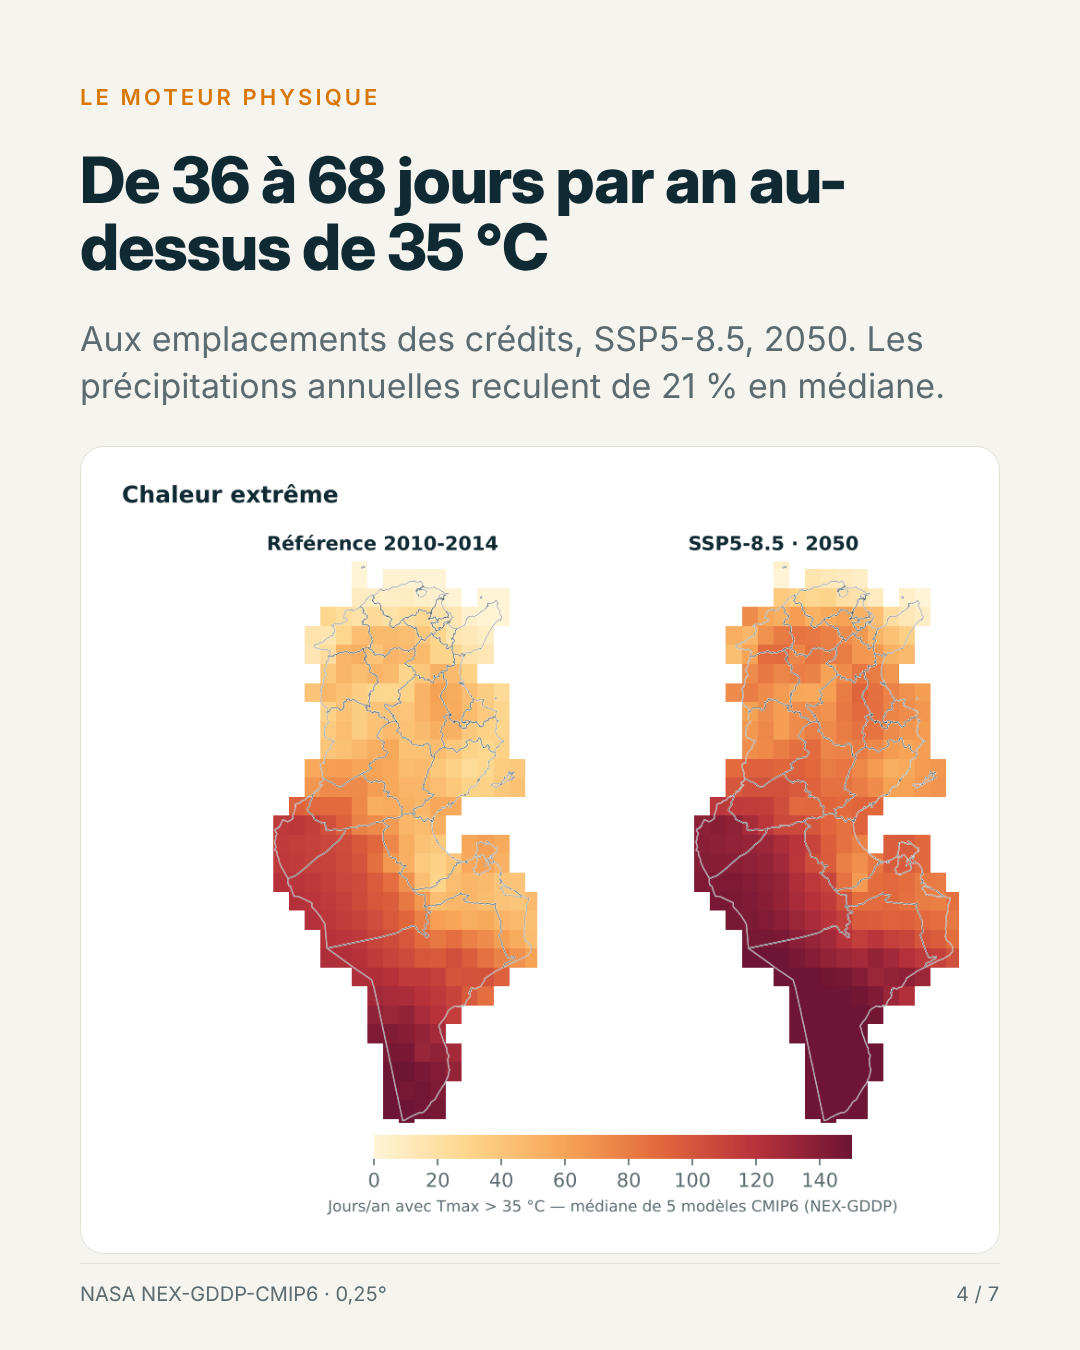 LE MOTEUR PHYSIQUE
De 36 à 68 jours par an au-
dessus de 35 °C
Aux emplacements des crédits, SSP5-8.5, 2050. Les
précipitations annuelles reculent de 21 % en médiane.
Chaleur extrême
Référence 2010-2014
SSP5-8.5 · 2050
0 20 40 60 80 100 120 140
Jours/an avec Tmax > 35 °C — médiane de 5 modèles CMIP6 (NEX-GDDP)
NASA NEX-GDDP-CMIP6 · 0,25°
4 / 7